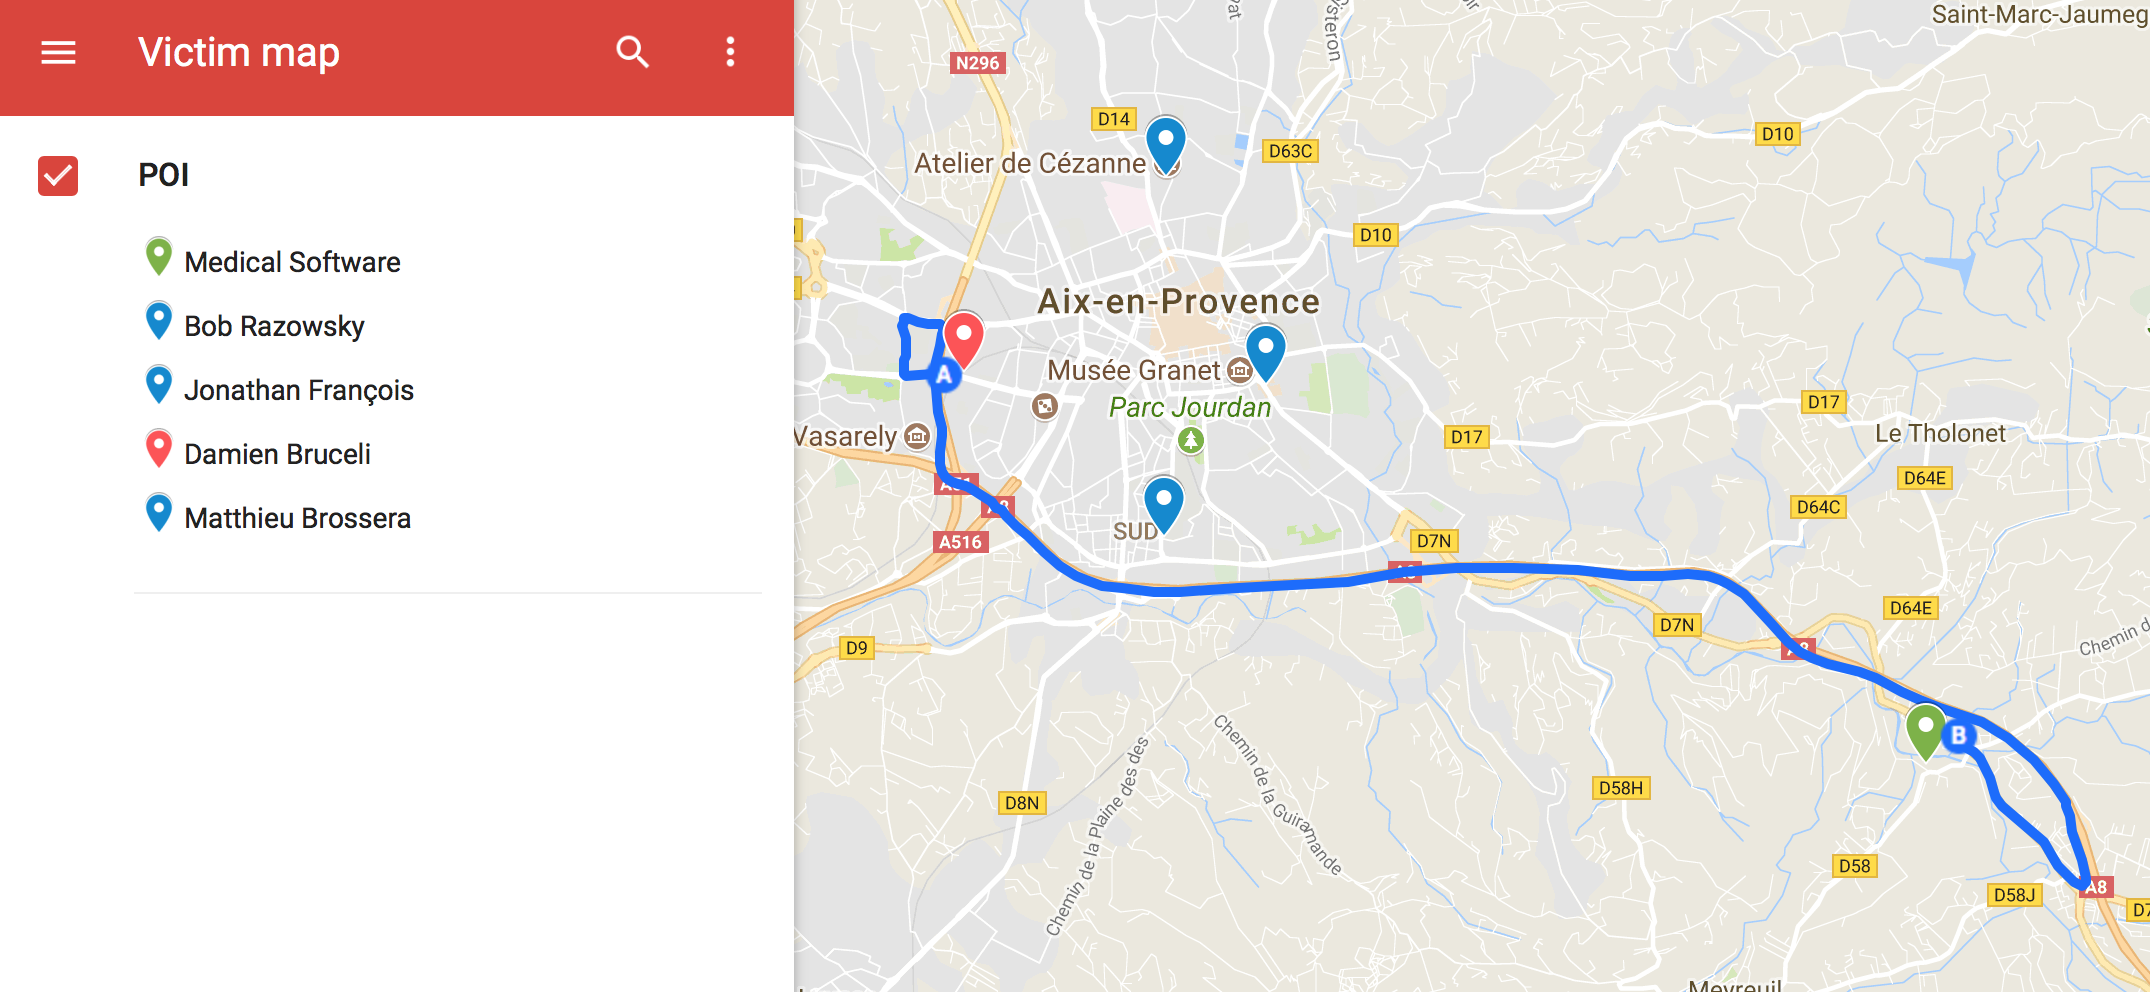 Victim map
POI
Medical Software
Bob Razowsky
Jonathan François
Damien Bruceli
Matthieu Brossera
Saint-Marc-Jaumeg
N296
D14
D63C
D10
Atelier de Cézanne
D10
Aix-en-Provence
Musée Granet
Parc Jourdan
A
D17
D17
Le Tholonet
Vasarely
D64E
D64C
SUD
A516
D7N
D64E
D7N
D9
Chemin d
B
Chemin de la Guiramande
Chemin de la Plaine des des
D58H
D8N
D58
A8
D58J
D7
Meyreuil